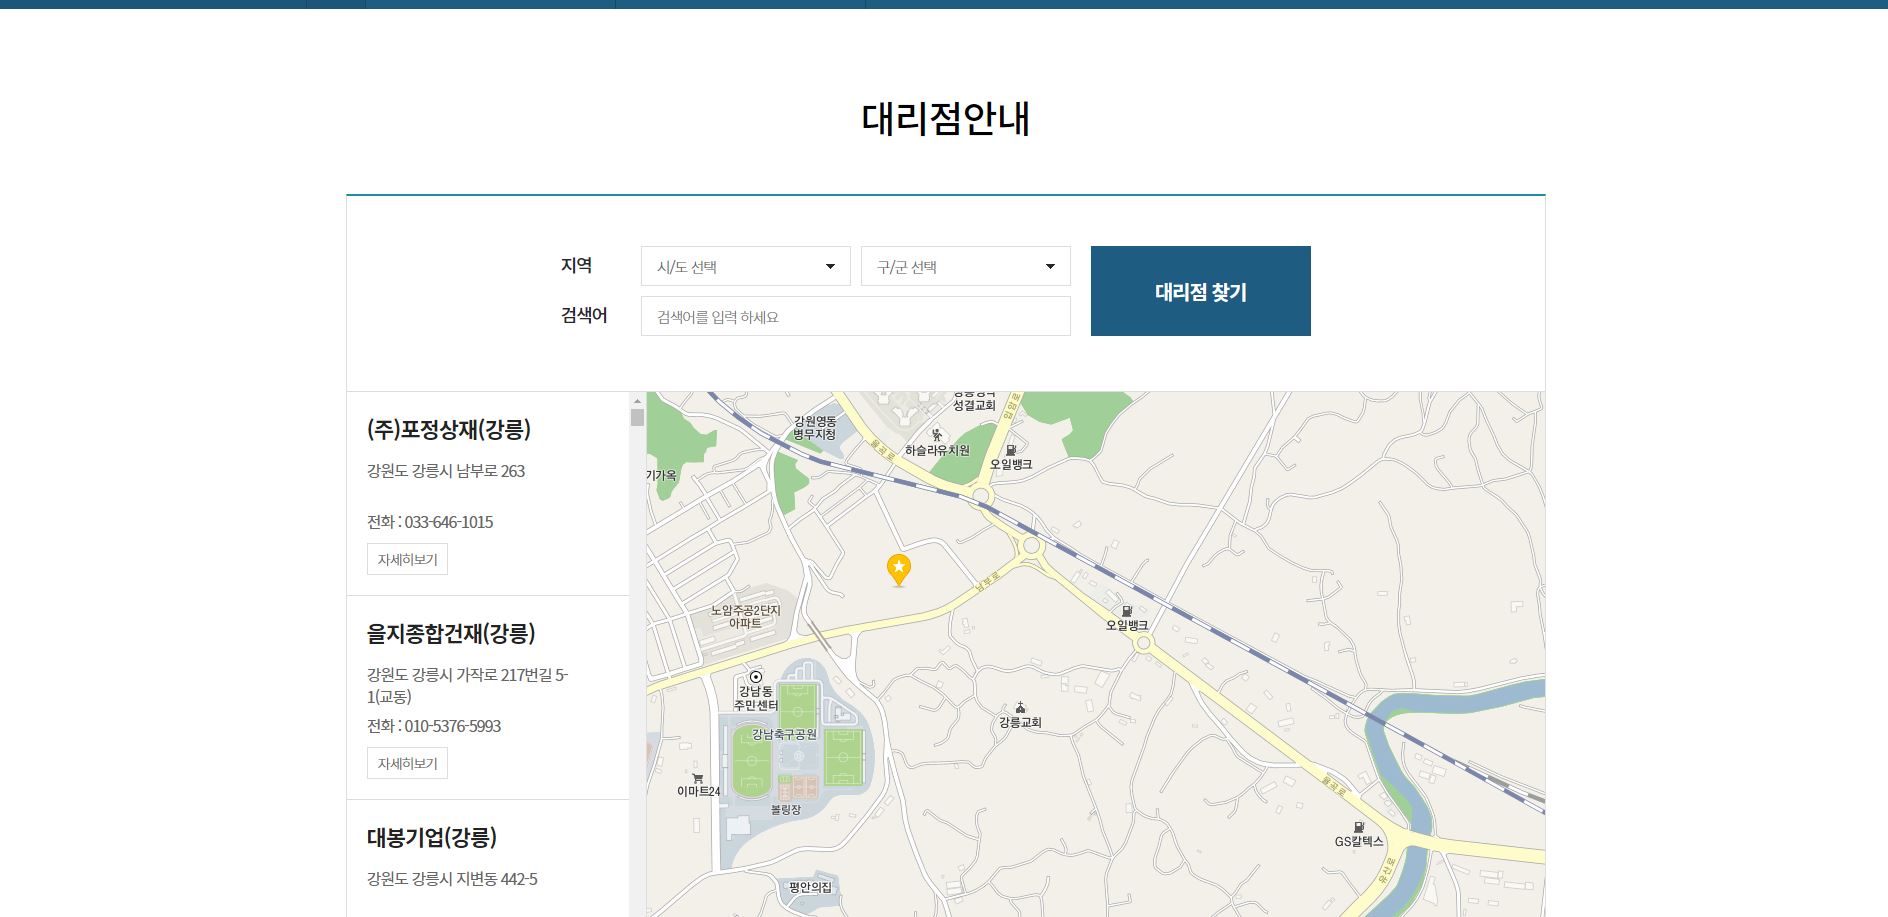 대리점안내
지역
시/도 선택
구/군 선택
대리점 찾기
검색어
검색어를 입력 하세요
(주)포정상재(강릉)
강원도 강릉시 남부로 263
전화 : 033-646-1015
자세히보기
을지종합건재(강릉)
강원도 강릉시 가작로 217번길 5-
1(교동)
전화 : 010-5376-5993
자세히보기
대봉기업(강릉)
강원도 강릉시 지변동 442-5
성결교회
입암로
강원영동
병무지청
율곡로
하슬라유치원
오일뱅크
기가옥
남부로
노암주공2단지
아파트
오일뱅크
강남동
주민센터
강릉교회
강남축구공원
이마트24
볼링장
율곡로
GS칼텍스
유산로
평안의집